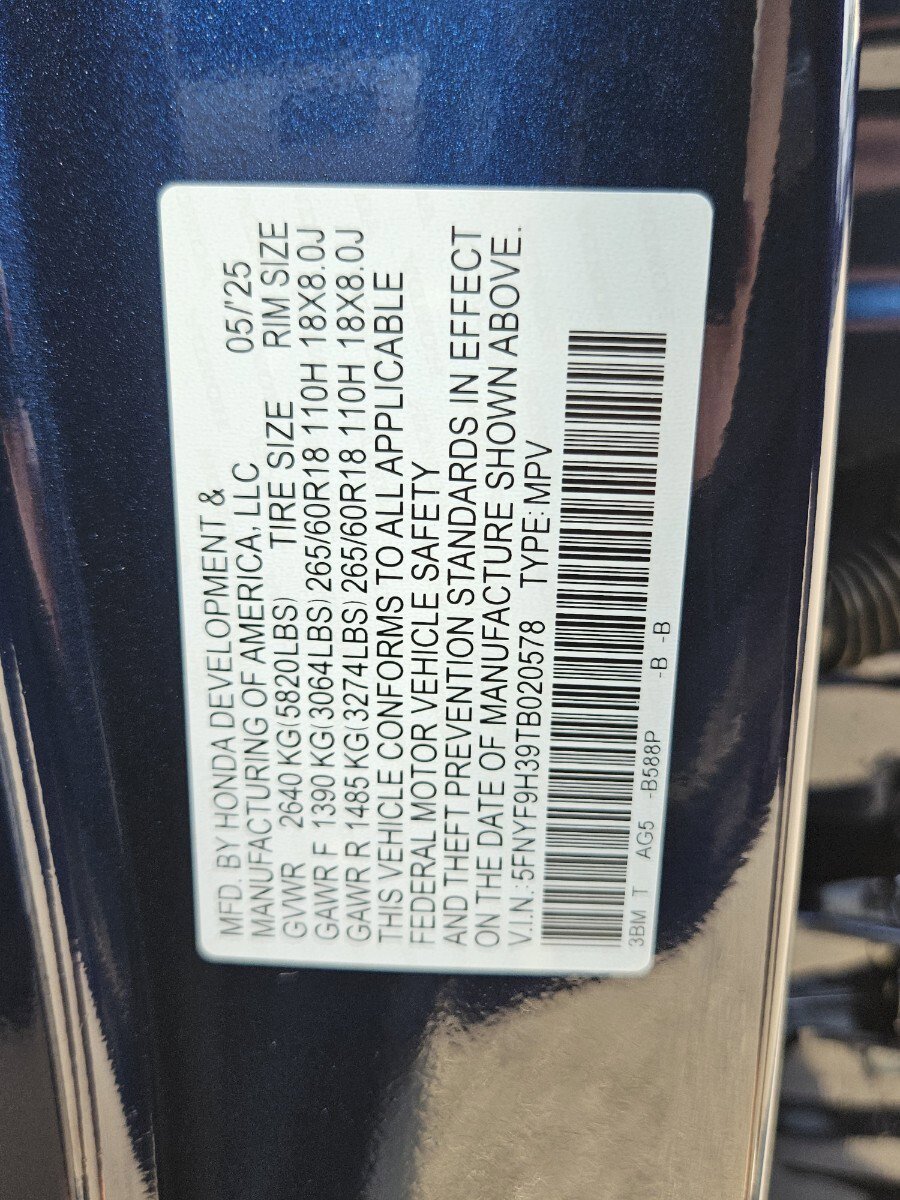 MFD. BY HONDA DEVELOPMENT & 05/'25
MANUFACTURING OF AMERICA, LLC
GVWR 2640 KG(5820LBS) TIRE SIZE RIM SIZE
GAWR F 1390 KG(3064LBS) 265/60R18 110H 18X8.0J
GAWR R 1485 KG(3274LBS) 265/60R18 110H 18X8.0J
THIS VEHICLE CONFORMS TO ALL APPLICABLE
FEDERAL MOTOR VEHICLE SAFETY
AND THEFT PREVENTION STANDARDS IN EFFECT
ON THE DATE OF MANUFACTURE SHOWN ABOVE.
V.I.N.: 5FNYF9H39TB020578 TYPE: MPV
3BM T AG5 -B588P -B -B